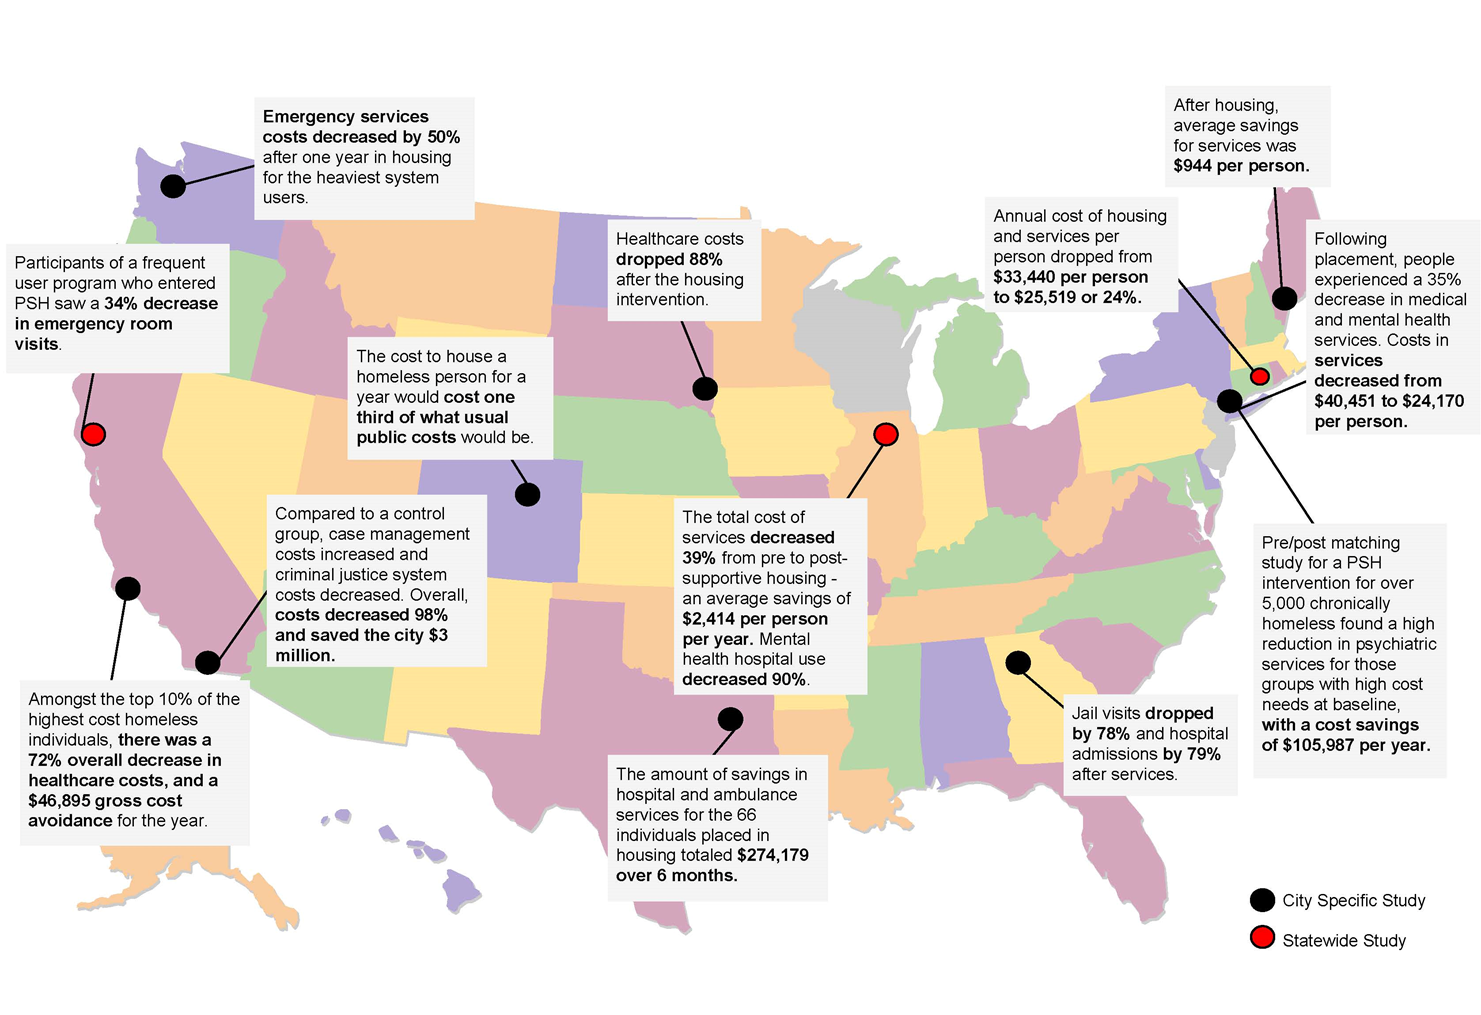 Emergency services
costs decreased by 50%
after one year in housing
for the heaviest system
users.
After housing,
average savings
for services was
$944 per person.
Participants of a frequent
user program who entered
PSH saw a 34% decrease
in emergency room
visits.
Healthcare costs
dropped 88%
after the housing
intervention.
Annual cost of housing
and services per
person dropped from
$33,440 per person
to $25,519 or 24%.
Following
placement, people
experienced a 35%
decrease in medical
and mental health
services. Costs in
services
decreased from
$40,451 to $24,170
per person.
The cost to house a
homeless person for a
year would cost one
third of what usual
public costs would be.
Compared to a control
group, case management
costs increased and
criminal justice system
costs decreased. Overall,
costs decreased 98%
and saved the city $3
million.
The total cost of
services decreased
39% from pre to post-
supportive housing -
an average savings of
$2,414 per person
per year. Mental
health hospital use
decreased 90%.
Pre/post matching
study for a PSH
intervention for over
5,000 chronically
homeless found a high
reduction in psychiatric
services for those
groups with high cost
needs at baseline,
with a cost savings
of $105,987 per year.
Amongst the top 10% of the
highest cost homeless
individuals, there was a
72% overall decrease in
healthcare costs, and a
$46,895 gross cost
avoidance for the year.
Jail visits dropped
by 78% and hospital
admissions by 79%
after services.
The amount of savings in
hospital and ambulance
services for the 66
individuals placed in
housing totaled $274,179
over 6 months.
City Specific Study
Statewide Study